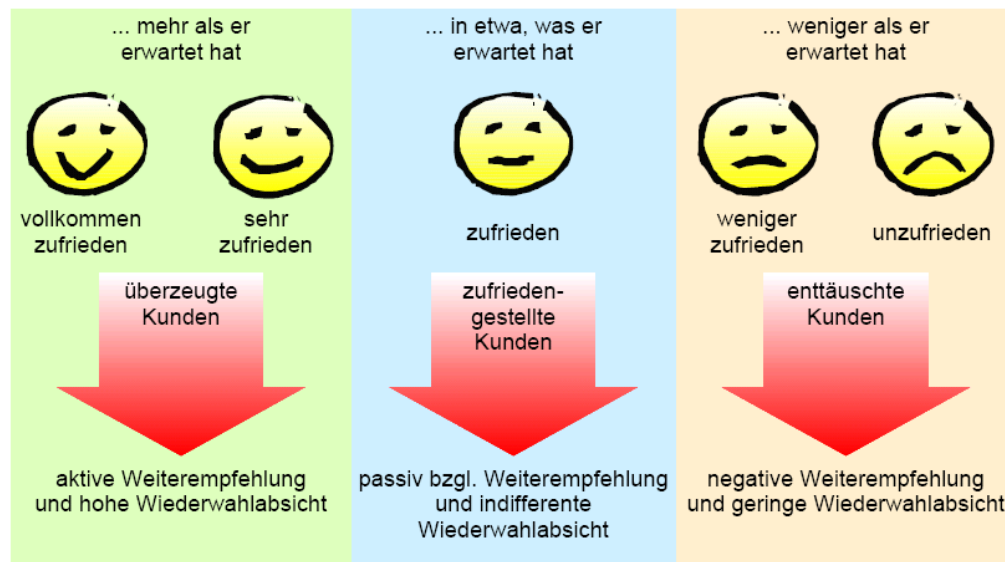 ... mehr als er
erwartet hat
vollkommen
zufrieden
sehr
zufrieden
überzeugte
Kunden
aktive Weiterempfehlung
und hohe Wiederwahlabsicht
... in etwa, was er
erwartet hat
zufrieden
zufrieden-
gestellte
Kunden
passiv bzgl. Weiterempfehlung
und indifferente
Wiederwahlabsicht
... weniger als er
erwartet hat
weniger
zufrieden
unzufrieden
enttäuschte
Kunden
negative Weiterempfehlung
und geringe Wiederwahlabsicht